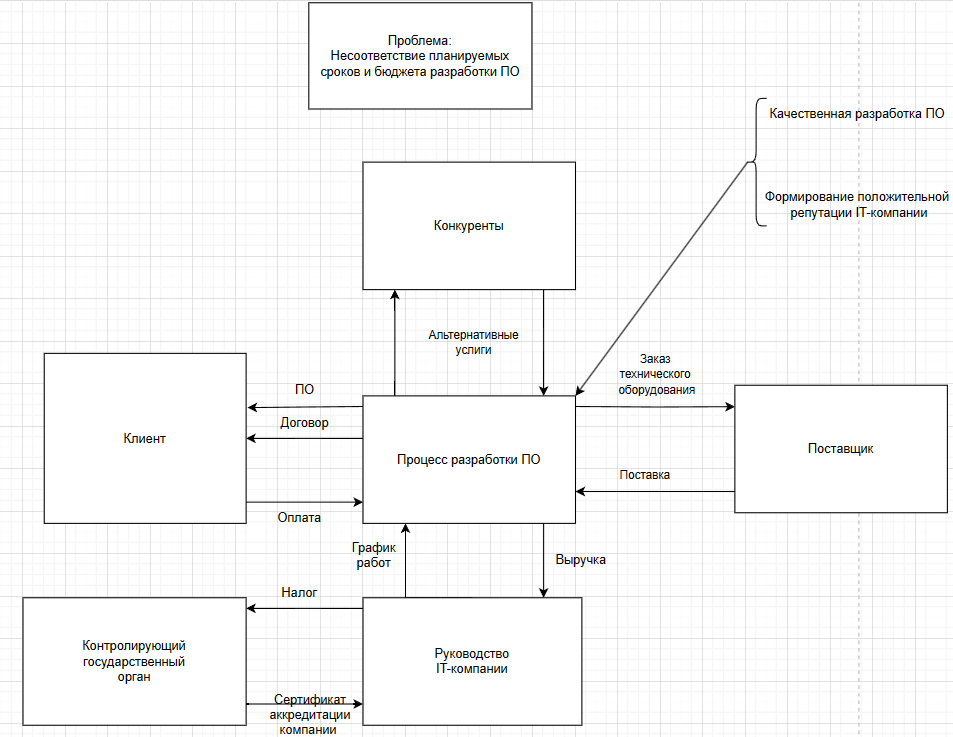 Проблема:
Несоответствие планируемых
сроков и бюджета разработки ПО
Качественная разработка ПО
Формирование положительной
репутации IT-компании
Конкуренты
Альтернативные
услиги
Заказ
технического
оборудования
ПО
Договор
Клиент
Процесс разработки ПО
Поставщик
Поставка
Оплата
График
работ
Выручка
Налог
Контролирующий
государственный
орган
Руководство
IT-компании
Сертификат
аккредитации
компании